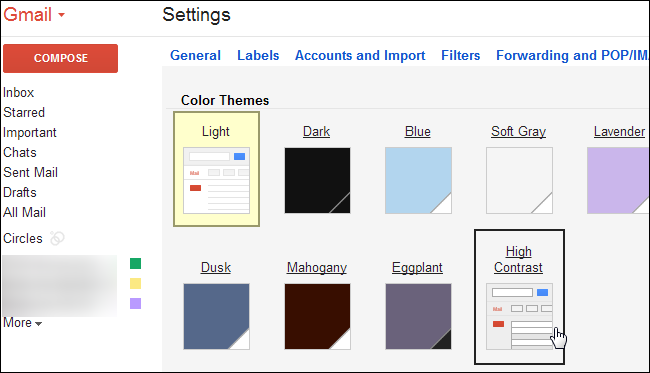 Gmail
Settings
COMPOSE
General Labels Accounts and Import Filters Forwarding and POP/IM
Inbox
Starred
Important
Chats
Sent Mail
Drafts
All Mail
Circles
More
Color Themes
Light Dark Blue Soft Gray Lavender
Mail
Dusk Mahogany Eggplant High
Contrast
Mail